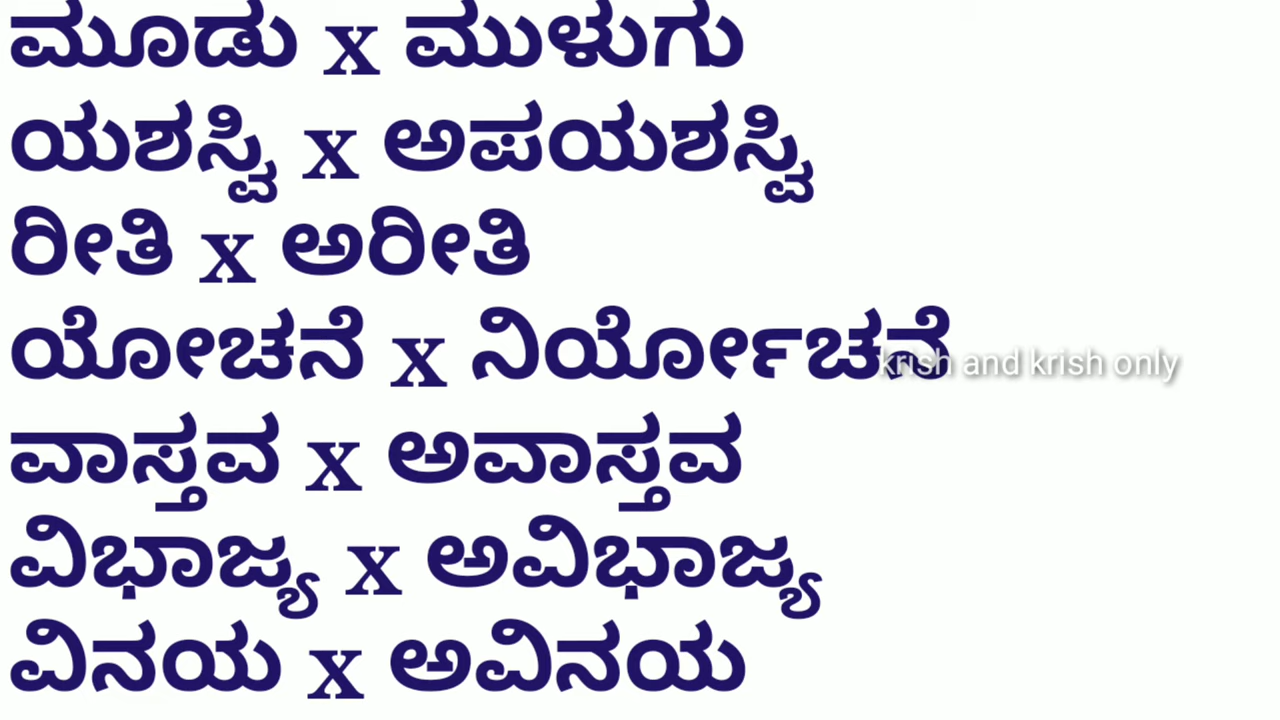 ಮೂಡು x ಮುಳುಗು
ಯಶಸ್ವಿ x ಅಪಯಶಸ್ವಿ
ರೀತಿ x ಅರೀತಿ
ಯೋಚನೆ x ನಿರ್ಯೋಚನೆ
krish and krish only
ವಾಸ್ತವ x ಅವಾಸ್ತವ
ವಿಭಾಜ್ಯ x ಅವಿಭಾಜ್ಯ
ವಿನಯ x ಅವಿನಯ